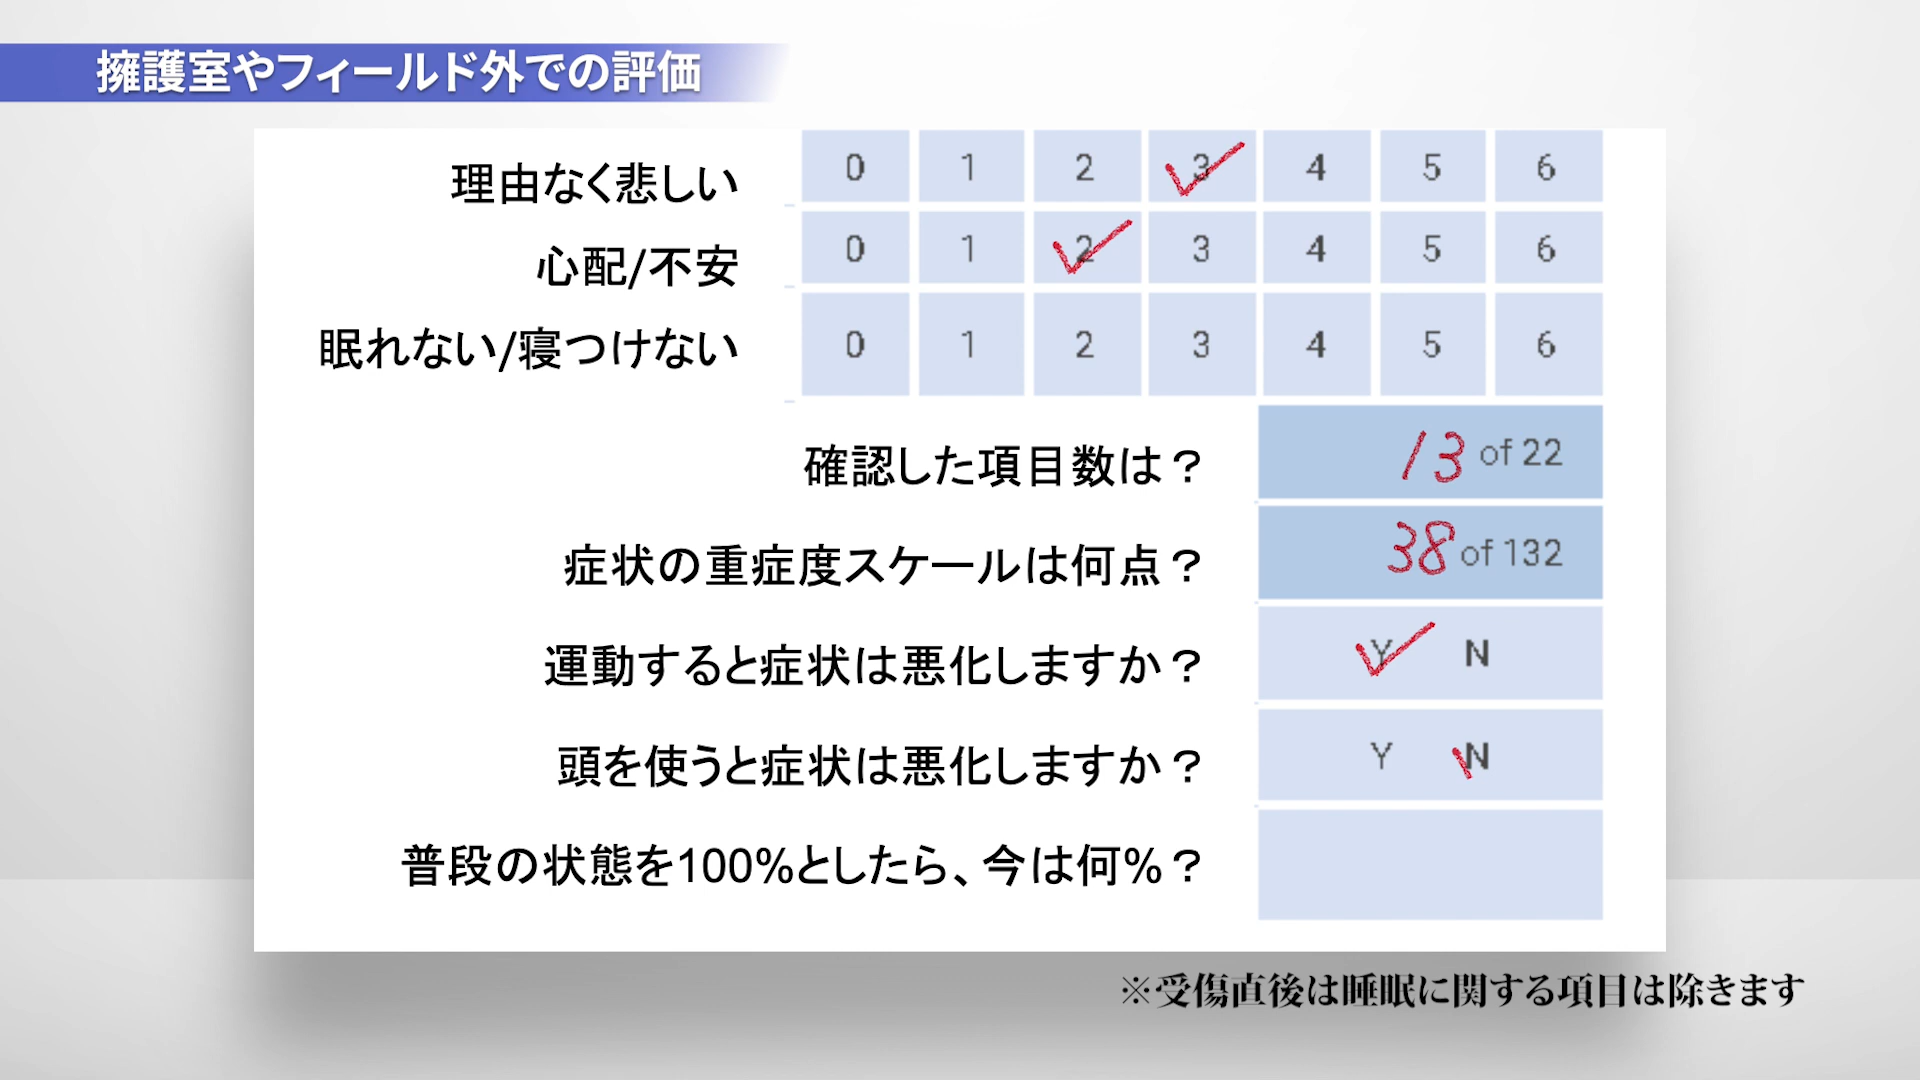 擁護室やフィールド外での評価
理由なく悲しい 0 1 2 3 4 5 6
心配/不安 0 1 2 3 4 5 6
眠れない/寝つけない 0 1 2 3 4 5 6
確認した項目数は？ 13 of 22
症状の重症度スケールは何点？ 38 of 132
運動すると症状は悪化しますか？ Y N
頭を使うと症状は悪化しますか？ Y N
普段の状態を100%としたら、今は何%？
※受傷直後は睡眠に関する項目は除きます